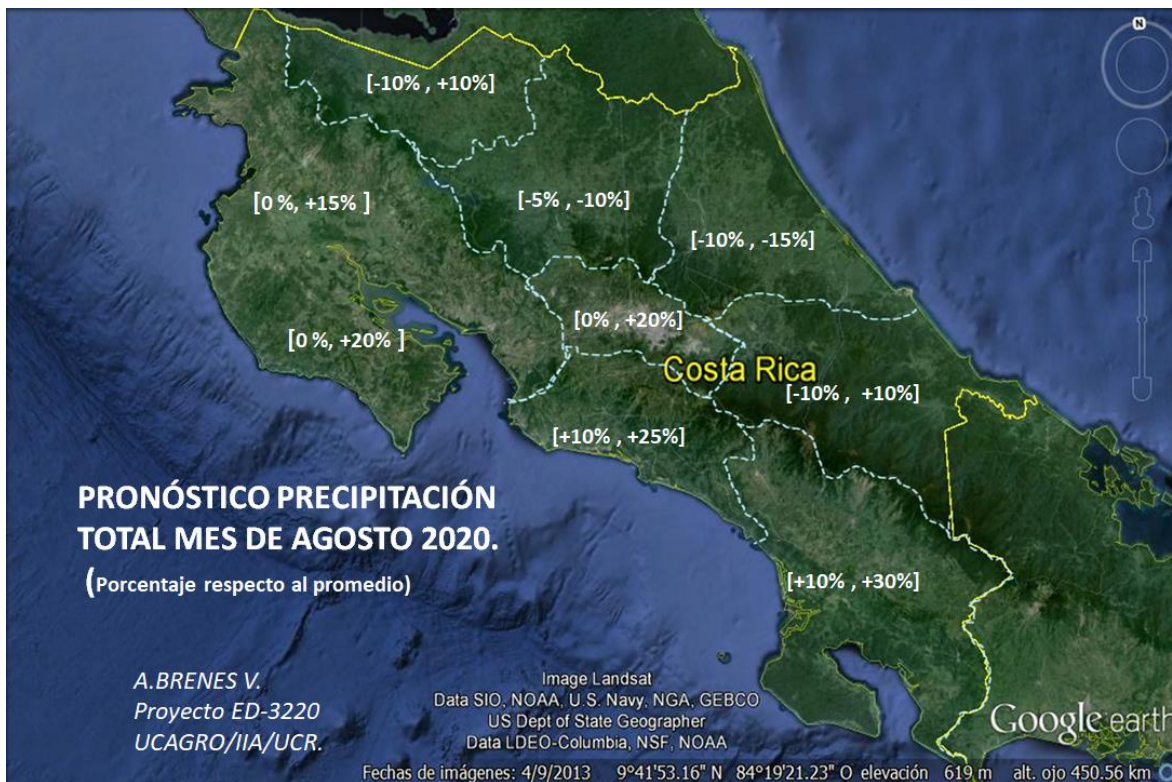 N
[-10% , +10%]
[0 %, +15% ]
[-5% , -10%]
[-10% , -15%]
[0% , +20%]
[0 %, +20% ]
Costa Rica
[-10% , +10%]
[+10% , +25%]
PRONÓSTICO PRECIPITACIÓN
TOTAL MES DE AGOSTO 2020.
(Porcentaje respecto al promedio)
[+10% , +30%]
A.BRENES V.
Proyecto ED-3220
UCAGRO/IIA/UCR.
Image Landsat
Data SIO, NOAA, U.S. Navy, NGA, GEBCO
US Dept of State Geographer
Data LDEO-Columbia, NSF, NOAA
Google earth
Fechas de imágenes: 4/9/2013 9°41'53.16" N 84°19'21.23" O elevación 619 m alt. ojo 450.56 km